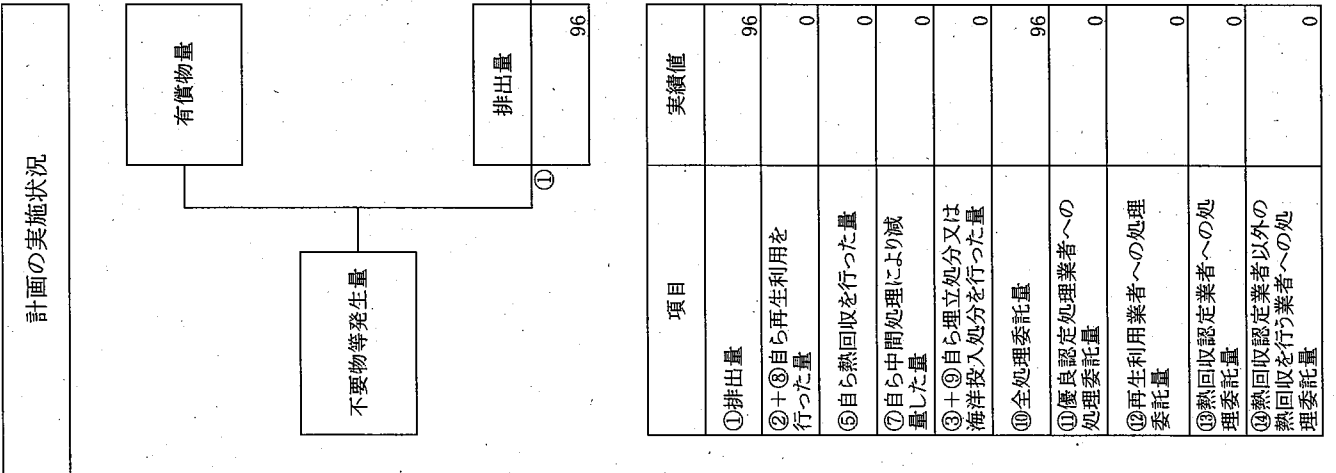 計画の実施状況
不要物等発生量
有償物量
排出量
①
96
項目 実績値
①排出量 96
②+⑧自ら再生利用を
行った量 0
⑤自ら熱回収を行った量 0
⑦自ら中間処理により減
量した量 0
③+⑨自ら埋立処分又は
海洋投入処分を行った量 0
⑩全処理委託量 96
⑪優良認定処理業者への
処理委託量 0
⑫再生利用業者への処理
委託量 0
⑬熱回収認定業者への処
理委託量 0
⑭熱回収認定業者以外の
熱回収を行う業者への処
理委託量 0